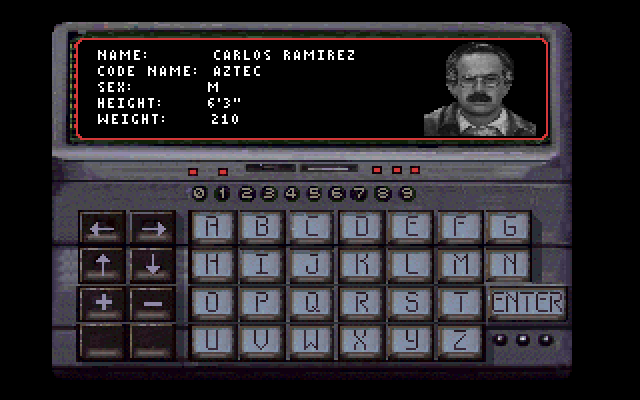 NAME: CARLOS RAMIREZ
CODE NAME: AZTEC
SEX: M
HEIGHT: 6'3"
WEIGHT: 210
0 1 2 3 4 5 6 7 8 9
← → A B C D E F G
↑ ↓ H I J K L M N
+ − O P Q R S T ENTER
U V W X Y Z